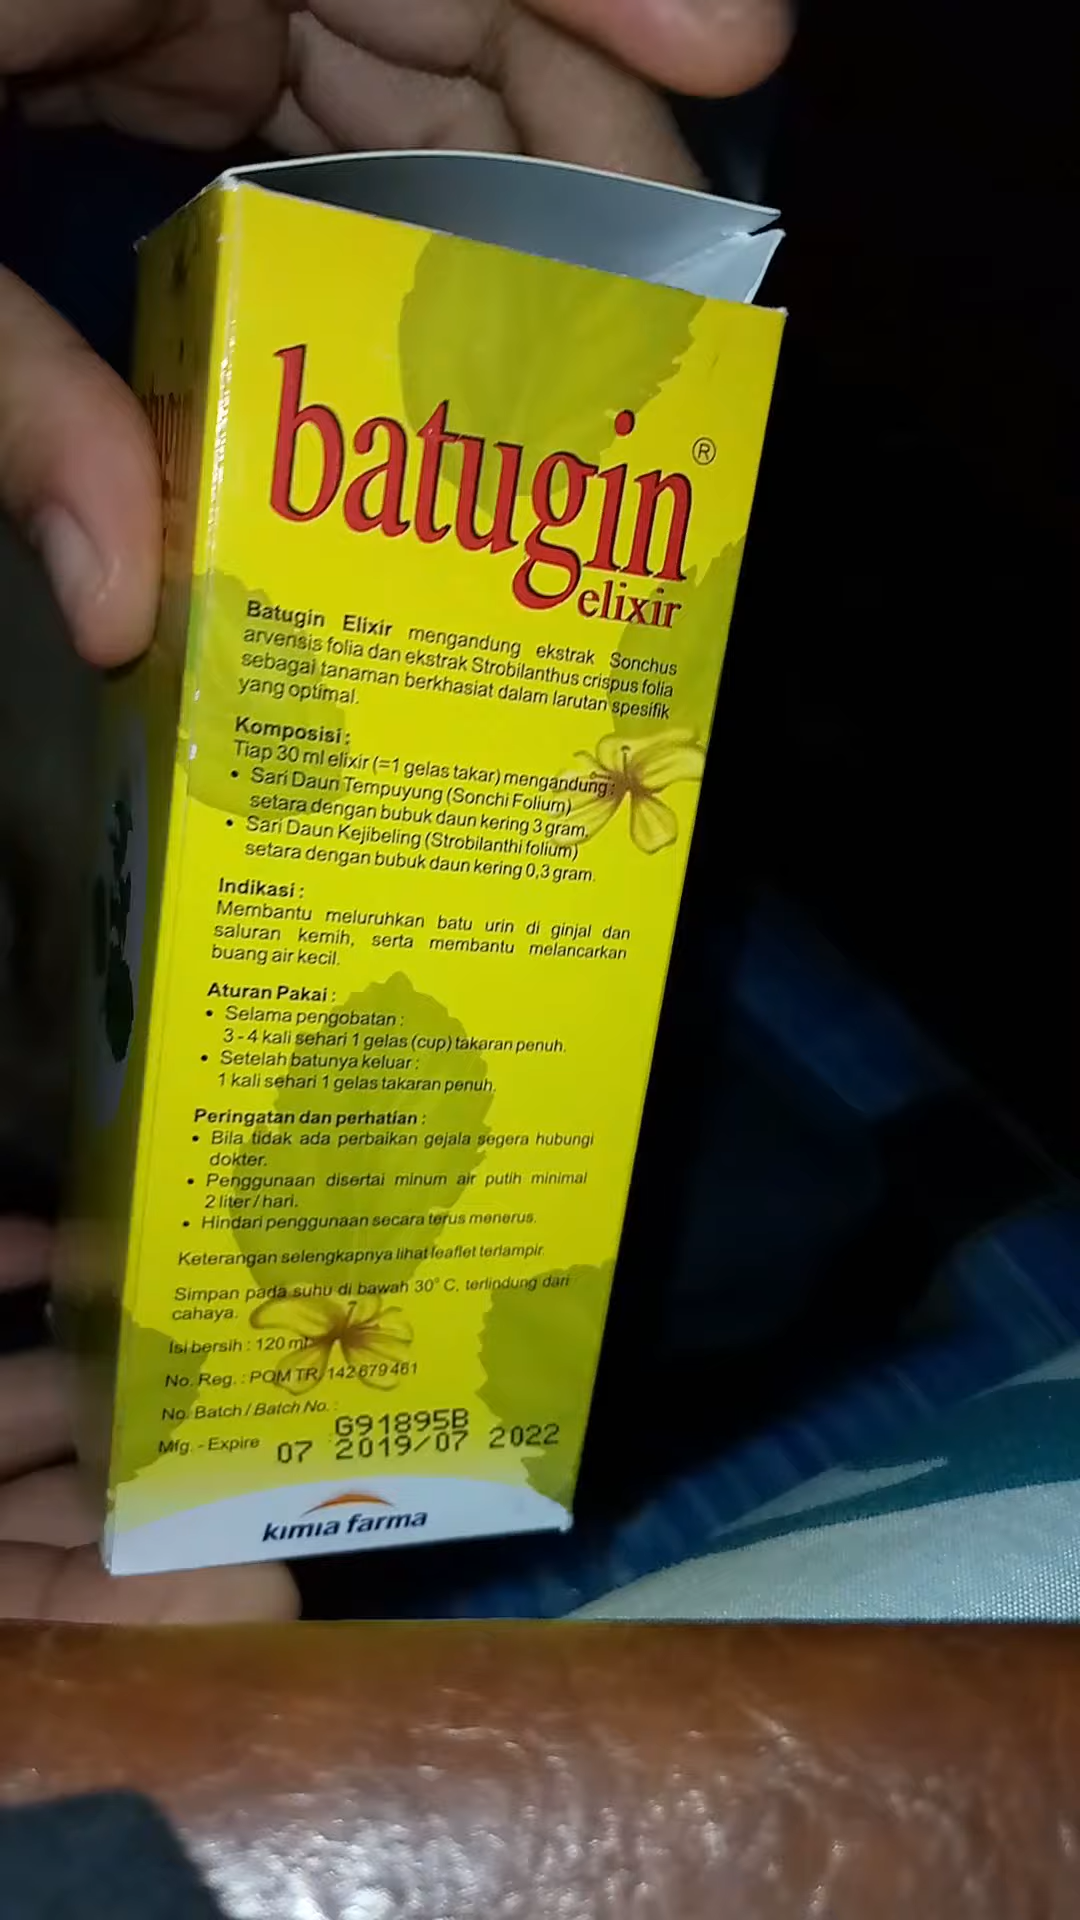 batugin®
elixir
Batugin Elixir mengandung ekstrak Sonchus
arvensis folia dan ekstrak Strobilanthus crispus folia
sebagai tanaman berkhasiat dalam larutan spesifik
yang optimal.
Komposisi :
Tiap 30 ml elixir (=1 gelas takar) mengandung :
• Sari Daun Tempuyung (Sonchi Folium)
setara dengan bubuk daun kering 3 gram.
• Sari Daun Kejibeling (Strobilanthi folium)
setara dengan bubuk daun kering 0,3 gram.
Indikasi :
Membantu meluruhkan batu urin di ginjal dan
saluran kemih, serta membantu melancarkan
buang air kecil.
Aturan Pakai :
• Selama pengobatan :
3 - 4 kali sehari 1 gelas (cup) takaran penuh.
• Setelah batunya keluar :
1 kali sehari 1 gelas takaran penuh.
Peringatan dan perhatian :
• Bila tidak ada perbaikan gejala segera hubungi
dokter.
• Penggunaan disertai minum air putih minimal
2 liter / hari.
• Hindari penggunaan secara terus menerus.
Keterangan selengkapnya lihat leaflet terlampir
Simpan pada suhu di bawah 30° C, terlindung dari
cahaya.
Isi bersih : 120 ml
No. Reg. : POM TR. 142 679 461
No. Batch / Batch No. :
G91895B
Mfg. - Expire 07 2019/07 2022
kimia farma